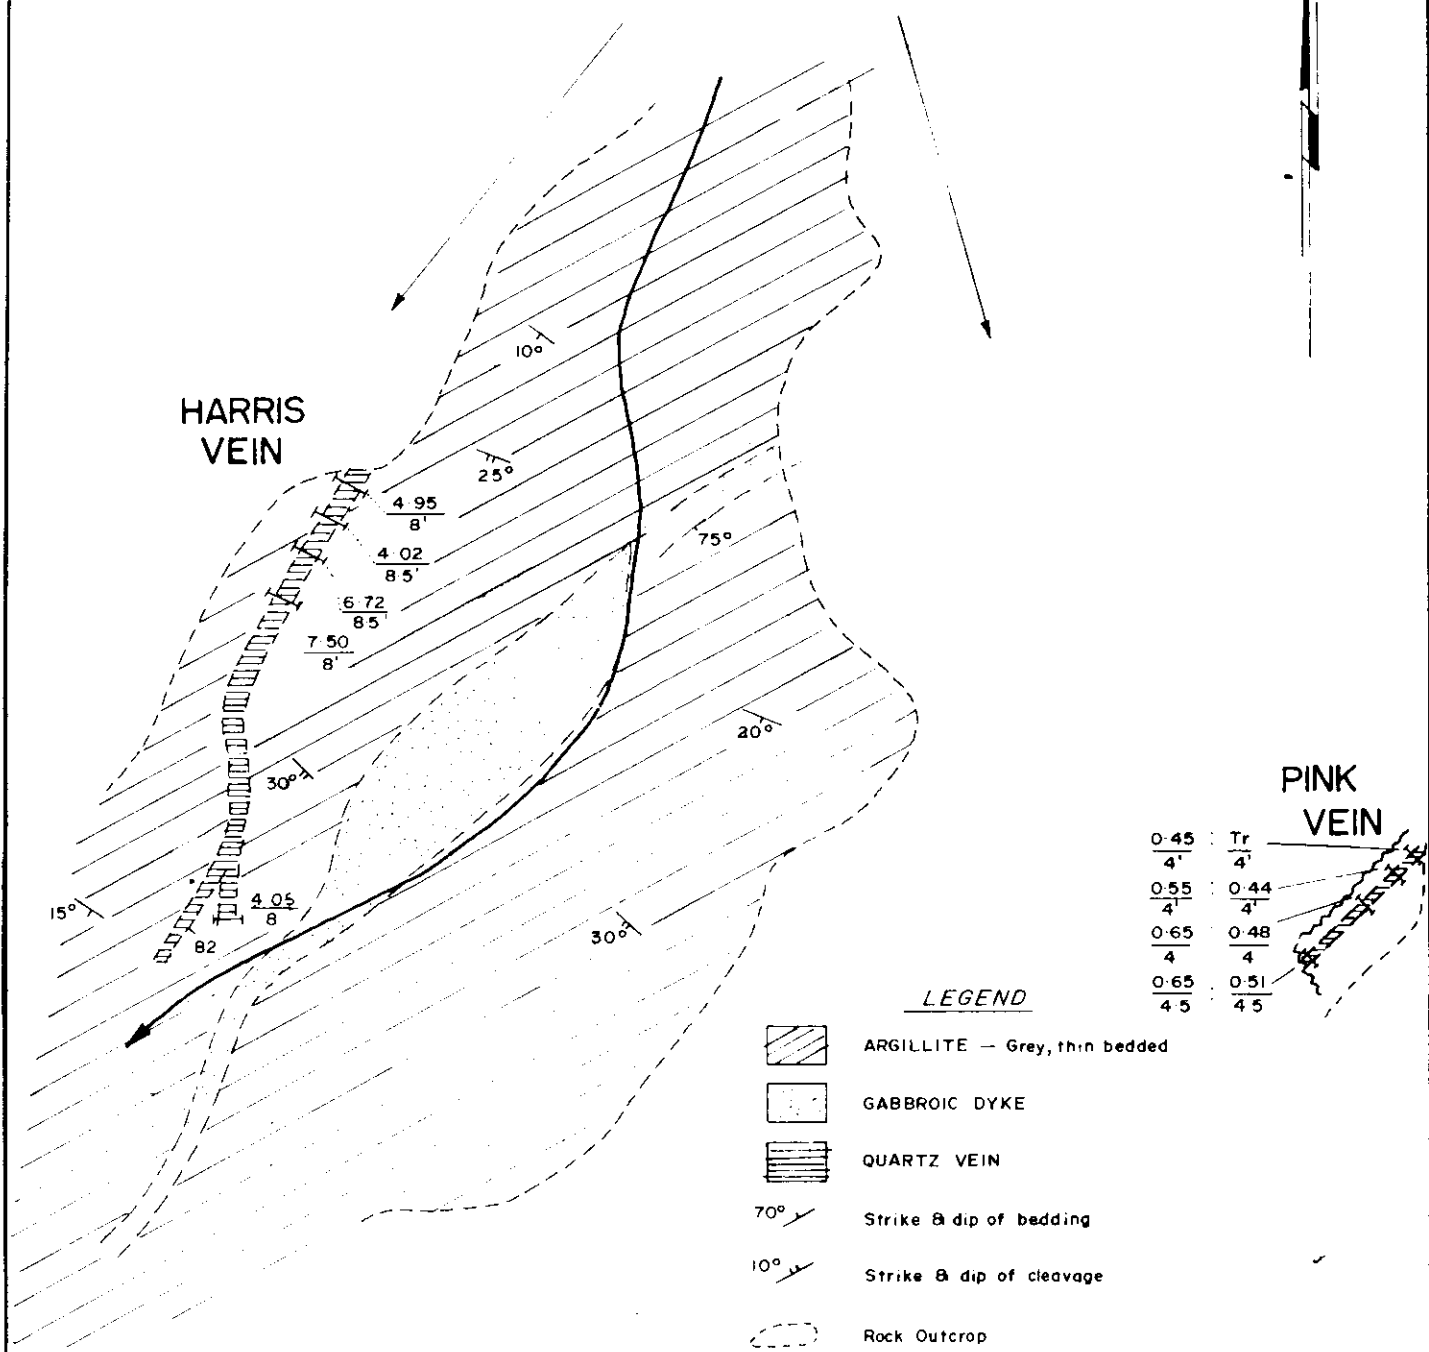 10°
HARRIS
VEIN
25°
4.95
8'
75°
4.02
8.5'
6.72
8.5'
7.50
8'
20°
30°
PINK
VEIN
0.45 : Tr
4' 4'
0.55 : 0.44
4' 4'
0.65 0.48
4 4
0.65 : 0.51
4.5 4.5
15°
4.05
8
82
30°
LEGEND
ARGILLITE — Grey, thin bedded
GABBROIC DYKE
QUARTZ VEIN
70° Strike & dip of bedding
10° Strike & dip of cleavage
Rock Outcrop